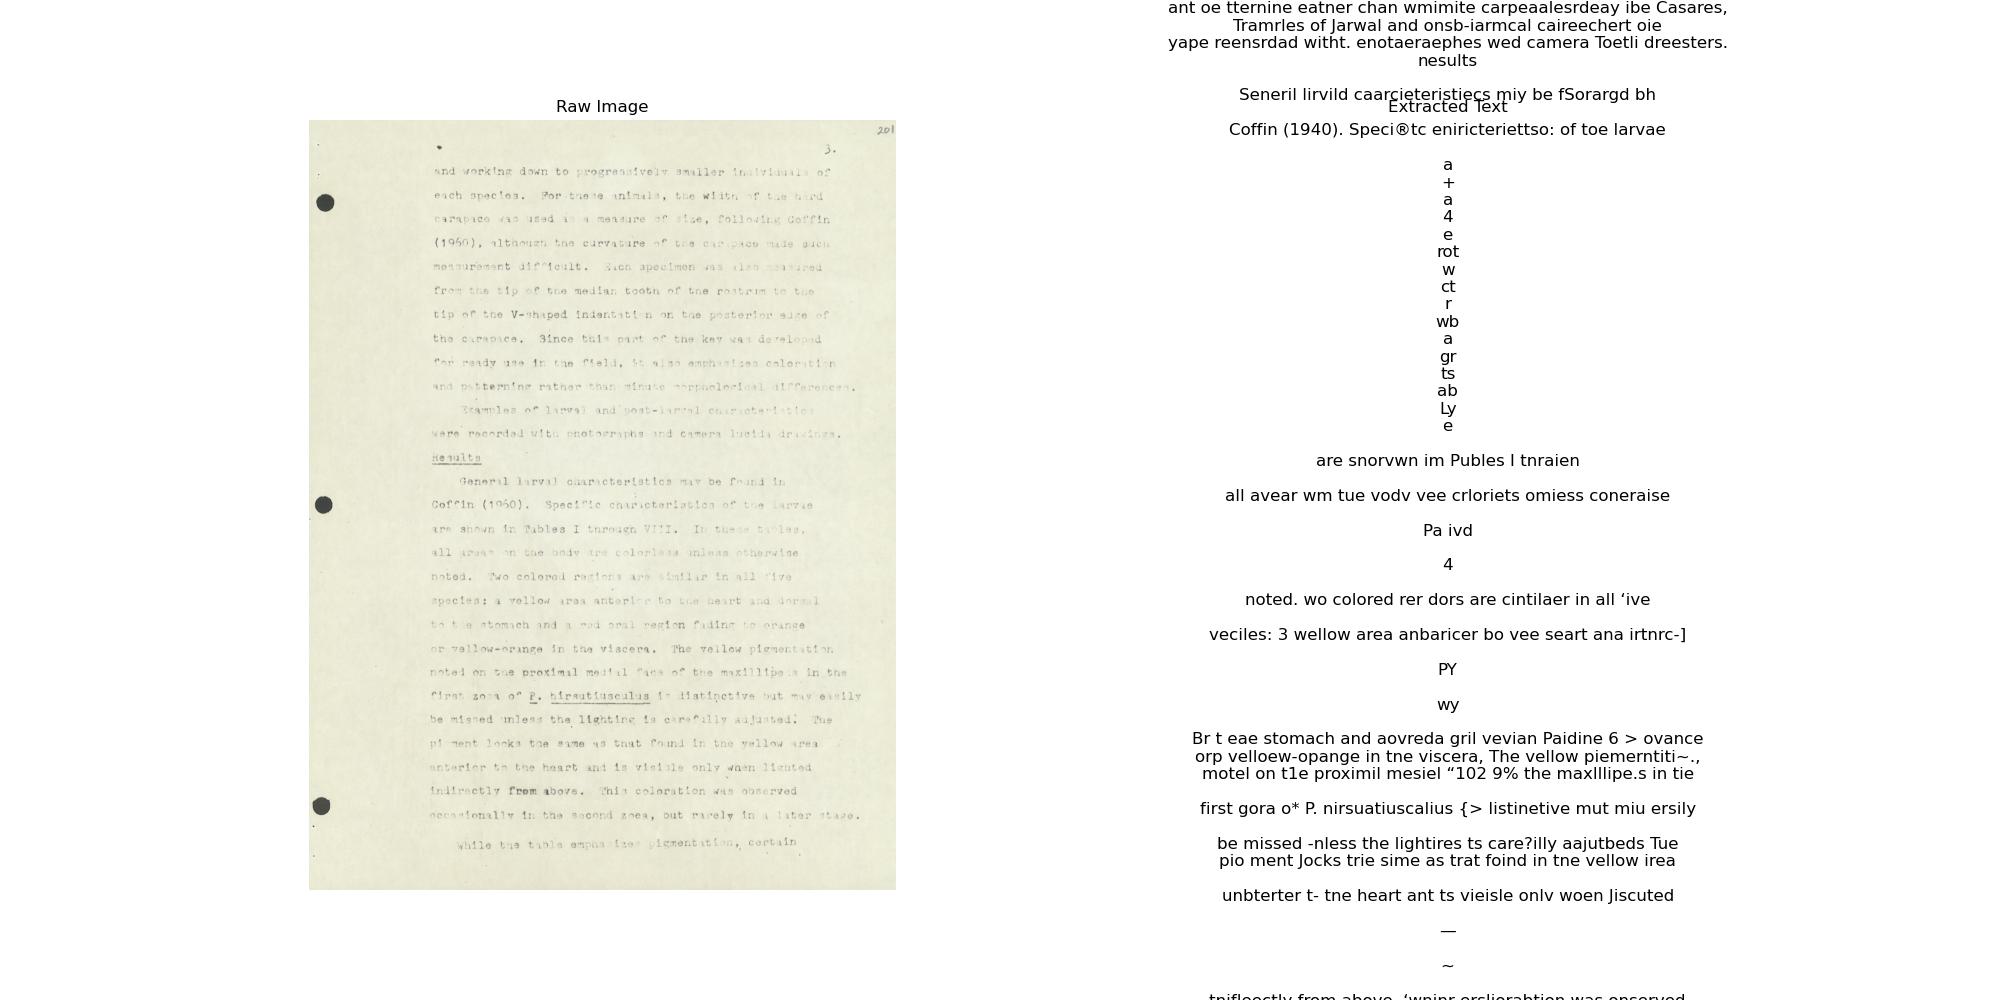 Raw Image
201
3.
and working down to progressively smaller individuals of
each species. For these animals, the width of the hard
carapace was used as a measure of size, following Coffin
(1960), although the curvature of the carapace made such
measurement difficult. Each specimen was also measured
from the tip of the median tooth of the rostrum to the
tip of the V-shaped indentation on the posterior edge of
the carapace. Since this part of the key was developed
for ready use in the field, it also emphasizes coloration
and patterning rather than minute morphological differences.
Examples of larval and post-larval characteristics
were recorded with photographs and camera lucida drawings.
Results
General larval characteristics may be found in
Coffin (1960). Specific characteristics of the larvae
are shown in Tables I through VIII. In these tables,
all areas on the body are colorless unless otherwise
noted. Two colored regions are similar in all five
species: a yellow area anterior to the heart and dorsal
to the stomach and a red oral region fading to orange
or yellow-orange in the viscera. The yellow pigmentation
noted on the proximal medial face of the maxillipeds in the
first zoea of P. hirsutiusculus is distinctive but may easily
be missed unless the lighting is carefully adjusted. The
pigment looks the same as that found in the yellow area
anterior to the heart and is visible only when lighted
indirectly from above. This coloration was observed
occasionally in the second zoea, but rarely in a later stage.
While the table emphasizes pigmentation, certain
ant oe tternine eatner chan wmimite carpeaalesrdeay ibe Casares,
Tramrles of Jarwal and onsb-iarmcal caireechert oie
yape reensrdad witht. enotaeraephes wed camera Toetli dreesters.
nesults
Seneril lirvild caarcieteristiecs miy be fSorargd bh
Extracted Text
Coffin (1940). Speci®tc eniricteriettso: of toe larvae
a
+
a
4
e
rot
w
ct
r
wb
a
gr
ts
ab
Ly
e
are snorvwn im Publes I tnraien
all avear wm tue vodv vee crloriets omiess coneraise
Pa ivd
4
noted. wo colored rer dors are cintilaer in all ‘ive
veciles: 3 wellow area anbaricer bo vee seart ana irtnrc-]
PY
wy
Br t eae stomach and aovreda gril vevian Paidine 6 > ovance
orp velloew-opange in tne viscera, The vellow piemerntiti~.,
motel on t1e proximil mesiel “102 9% the maxlllipe.s in tie
first gora o* P. nirsuatiuscalius {> listinetive mut miu ersily
be missed -nless the lightires ts care?illy aajutbeds Tue
pio ment Jocks trie sime as trat foind in tne vellow irea
unbterter t- tne heart ant ts vieisle onlv woen Jiscuted
—
~
tnifloectly from above. ‘wninr ersliorabtion was onserved